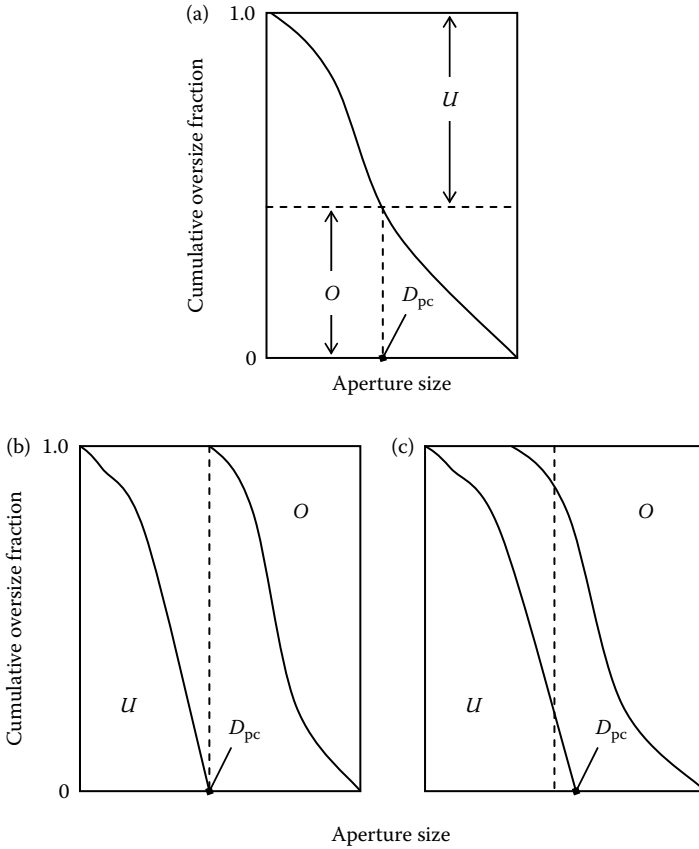 (a)
1.0
Cumulative oversize fraction
U
O
D_pc
0
Aperture size
(b)
1.0
Cumulative oversize fraction
O
U
D_pc
0
(c)
O
U
D_pc
Aperture size